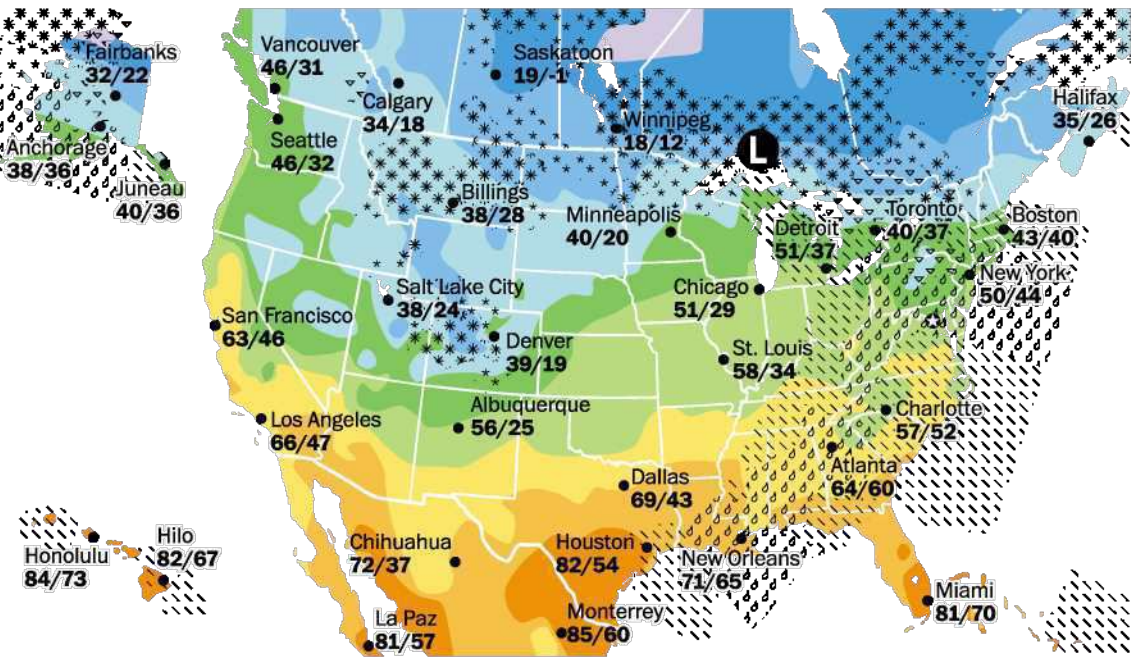 Fairbanks
32/22
Anchorage
38/36
Juneau
40/36
Vancouver
46/31
Seattle
46/32
Calgary
34/18
Saskatoon
19/-1
Winnipeg
18/12
L
Halifax
35/26
Billings
38/28
Minneapolis
40/20
Detroit
51/37
Toronto
40/37
Boston
43/40
New York
50/44
Salt Lake City
38/24
Chicago
51/29
San Francisco
63/46
Denver
39/19
St. Louis
58/34
Los Angeles
66/47
Albuquerque
56/25
Charlotte
57/52
Atlanta
64/60
Dallas
69/43
Honolulu
84/73
Hilo
82/67
Chihuahua
72/37
Houston
82/54
New Orleans
71/65
La Paz
81/57
Monterrey
85/60
Miami
81/70